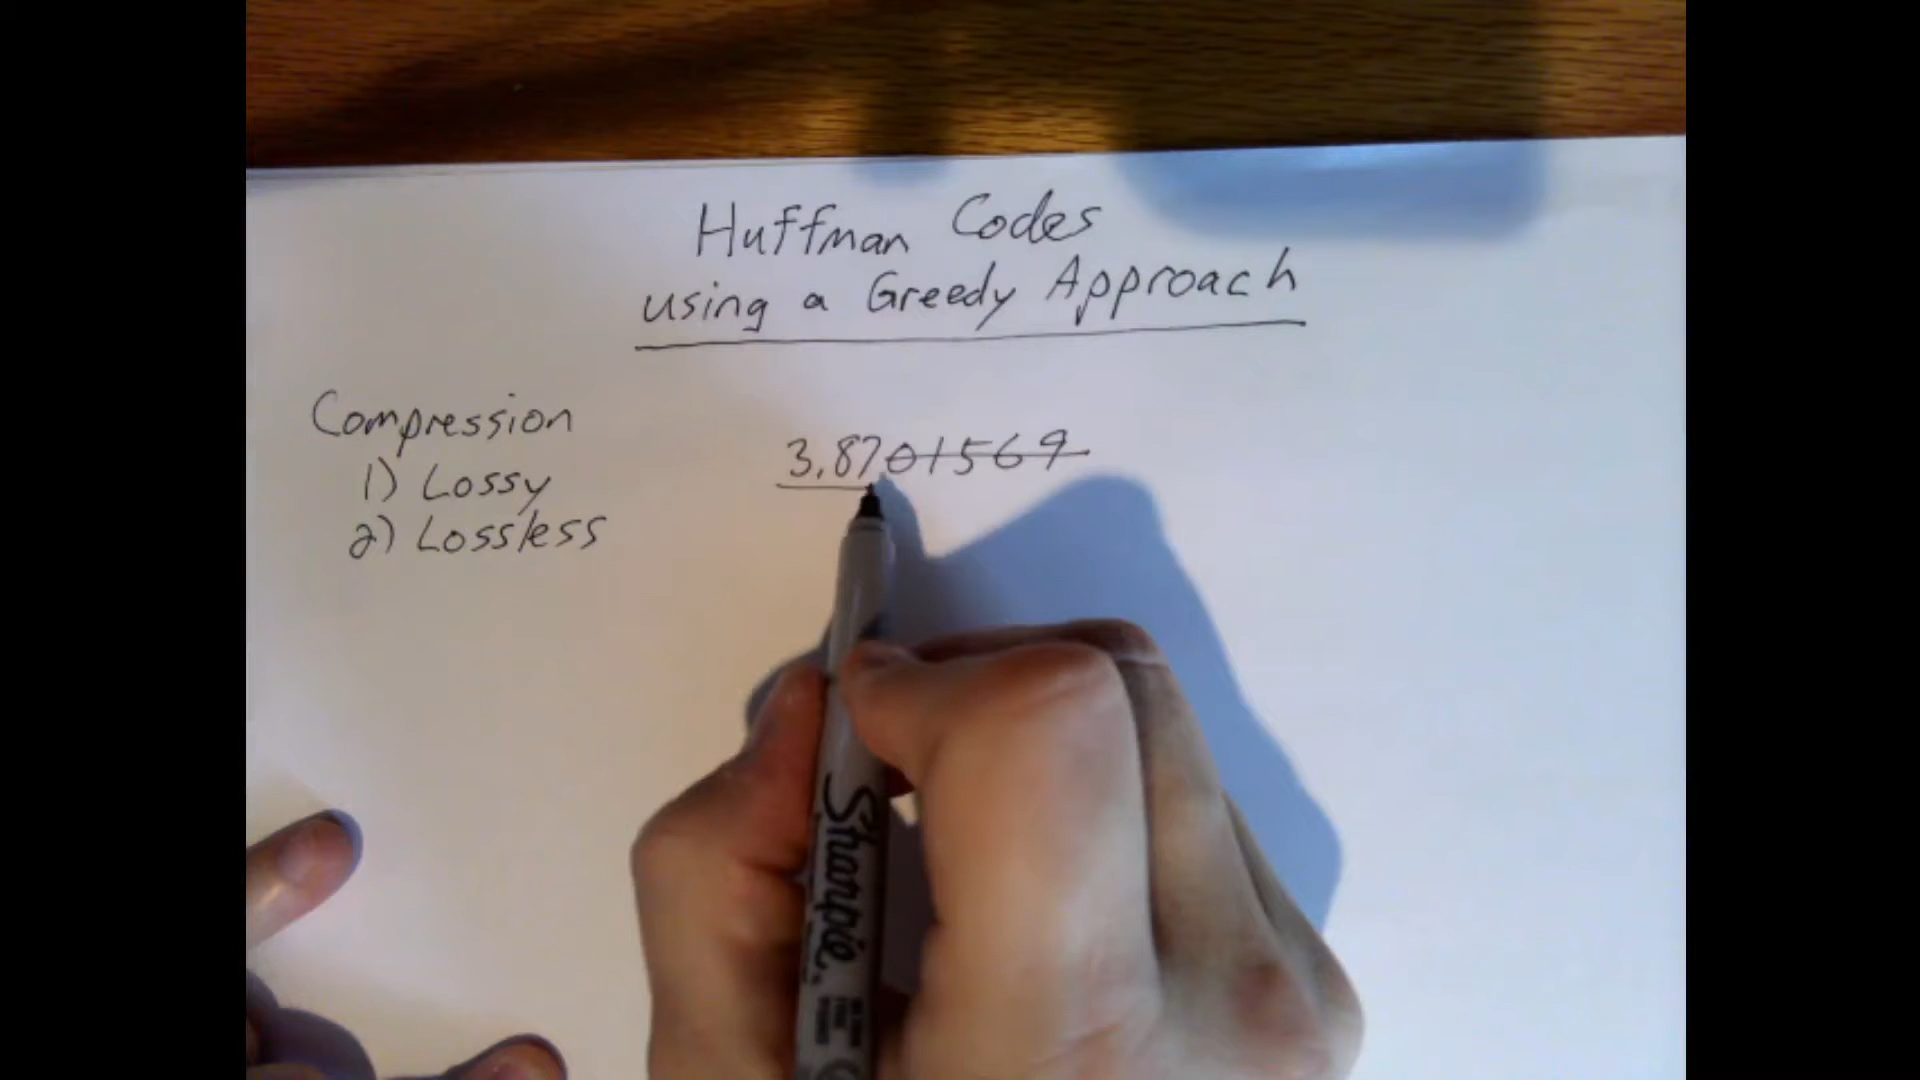 Huffman Codes
using a Greedy Approach
Compression
1) Lossy
2) Lossless
3.8701569
Sharpie